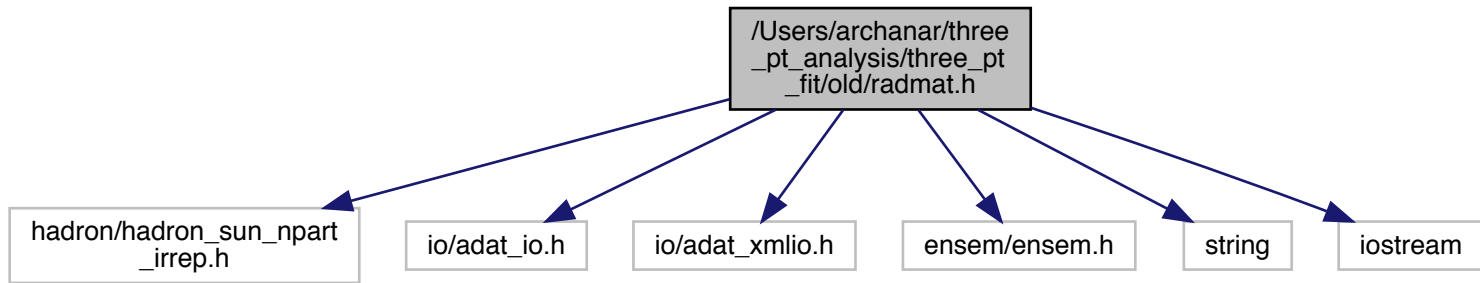 /Users/archanar/three
_pt_analysis/three_pt
_fit/old/radmat.h
hadron/hadron_sun_npart
_irrep.h
io/adat_io.h
io/adat_xmlio.h
ensem/ensem.h
string
iostream